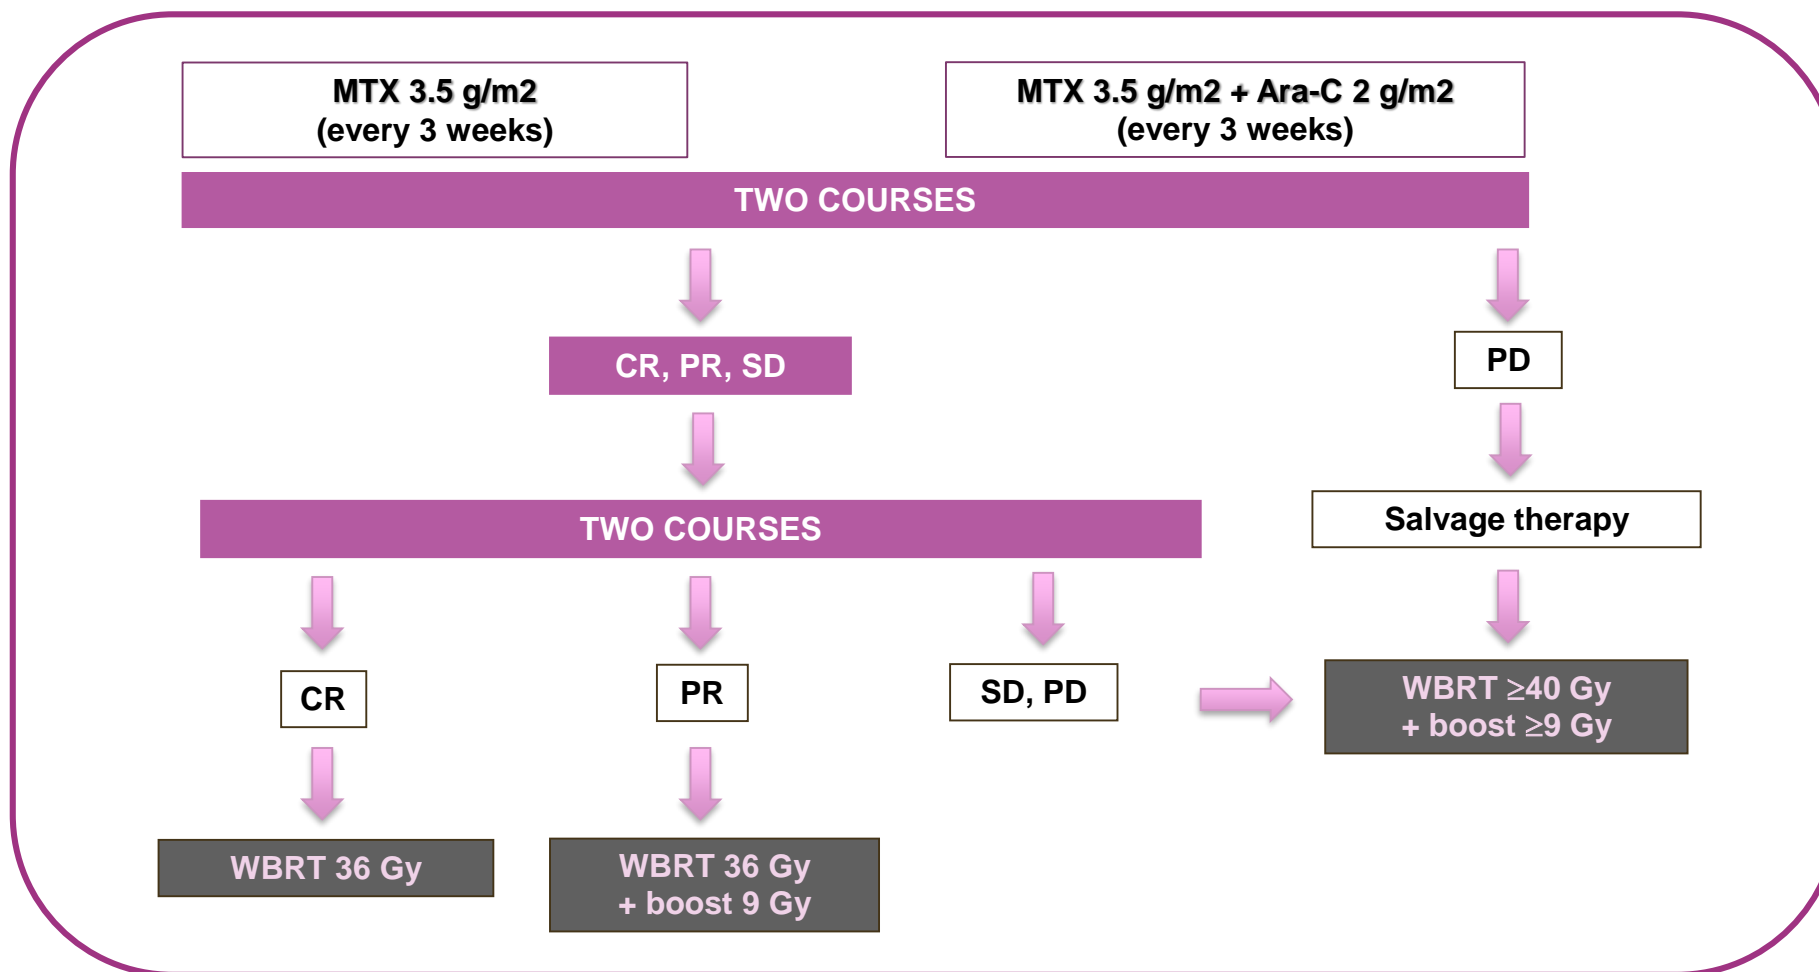 MTX 3.5 g/m2
(every 3 weeks)
MTX 3.5 g/m2 + Ara-C 2 g/m2
(every 3 weeks)
TWO COURSES
CR, PR, SD
PD
TWO COURSES
Salvage therapy
CR
PR
SD, PD
WBRT ≥40 Gy
+ boost ≥9 Gy
WBRT 36 Gy
WBRT 36 Gy
+ boost 9 Gy